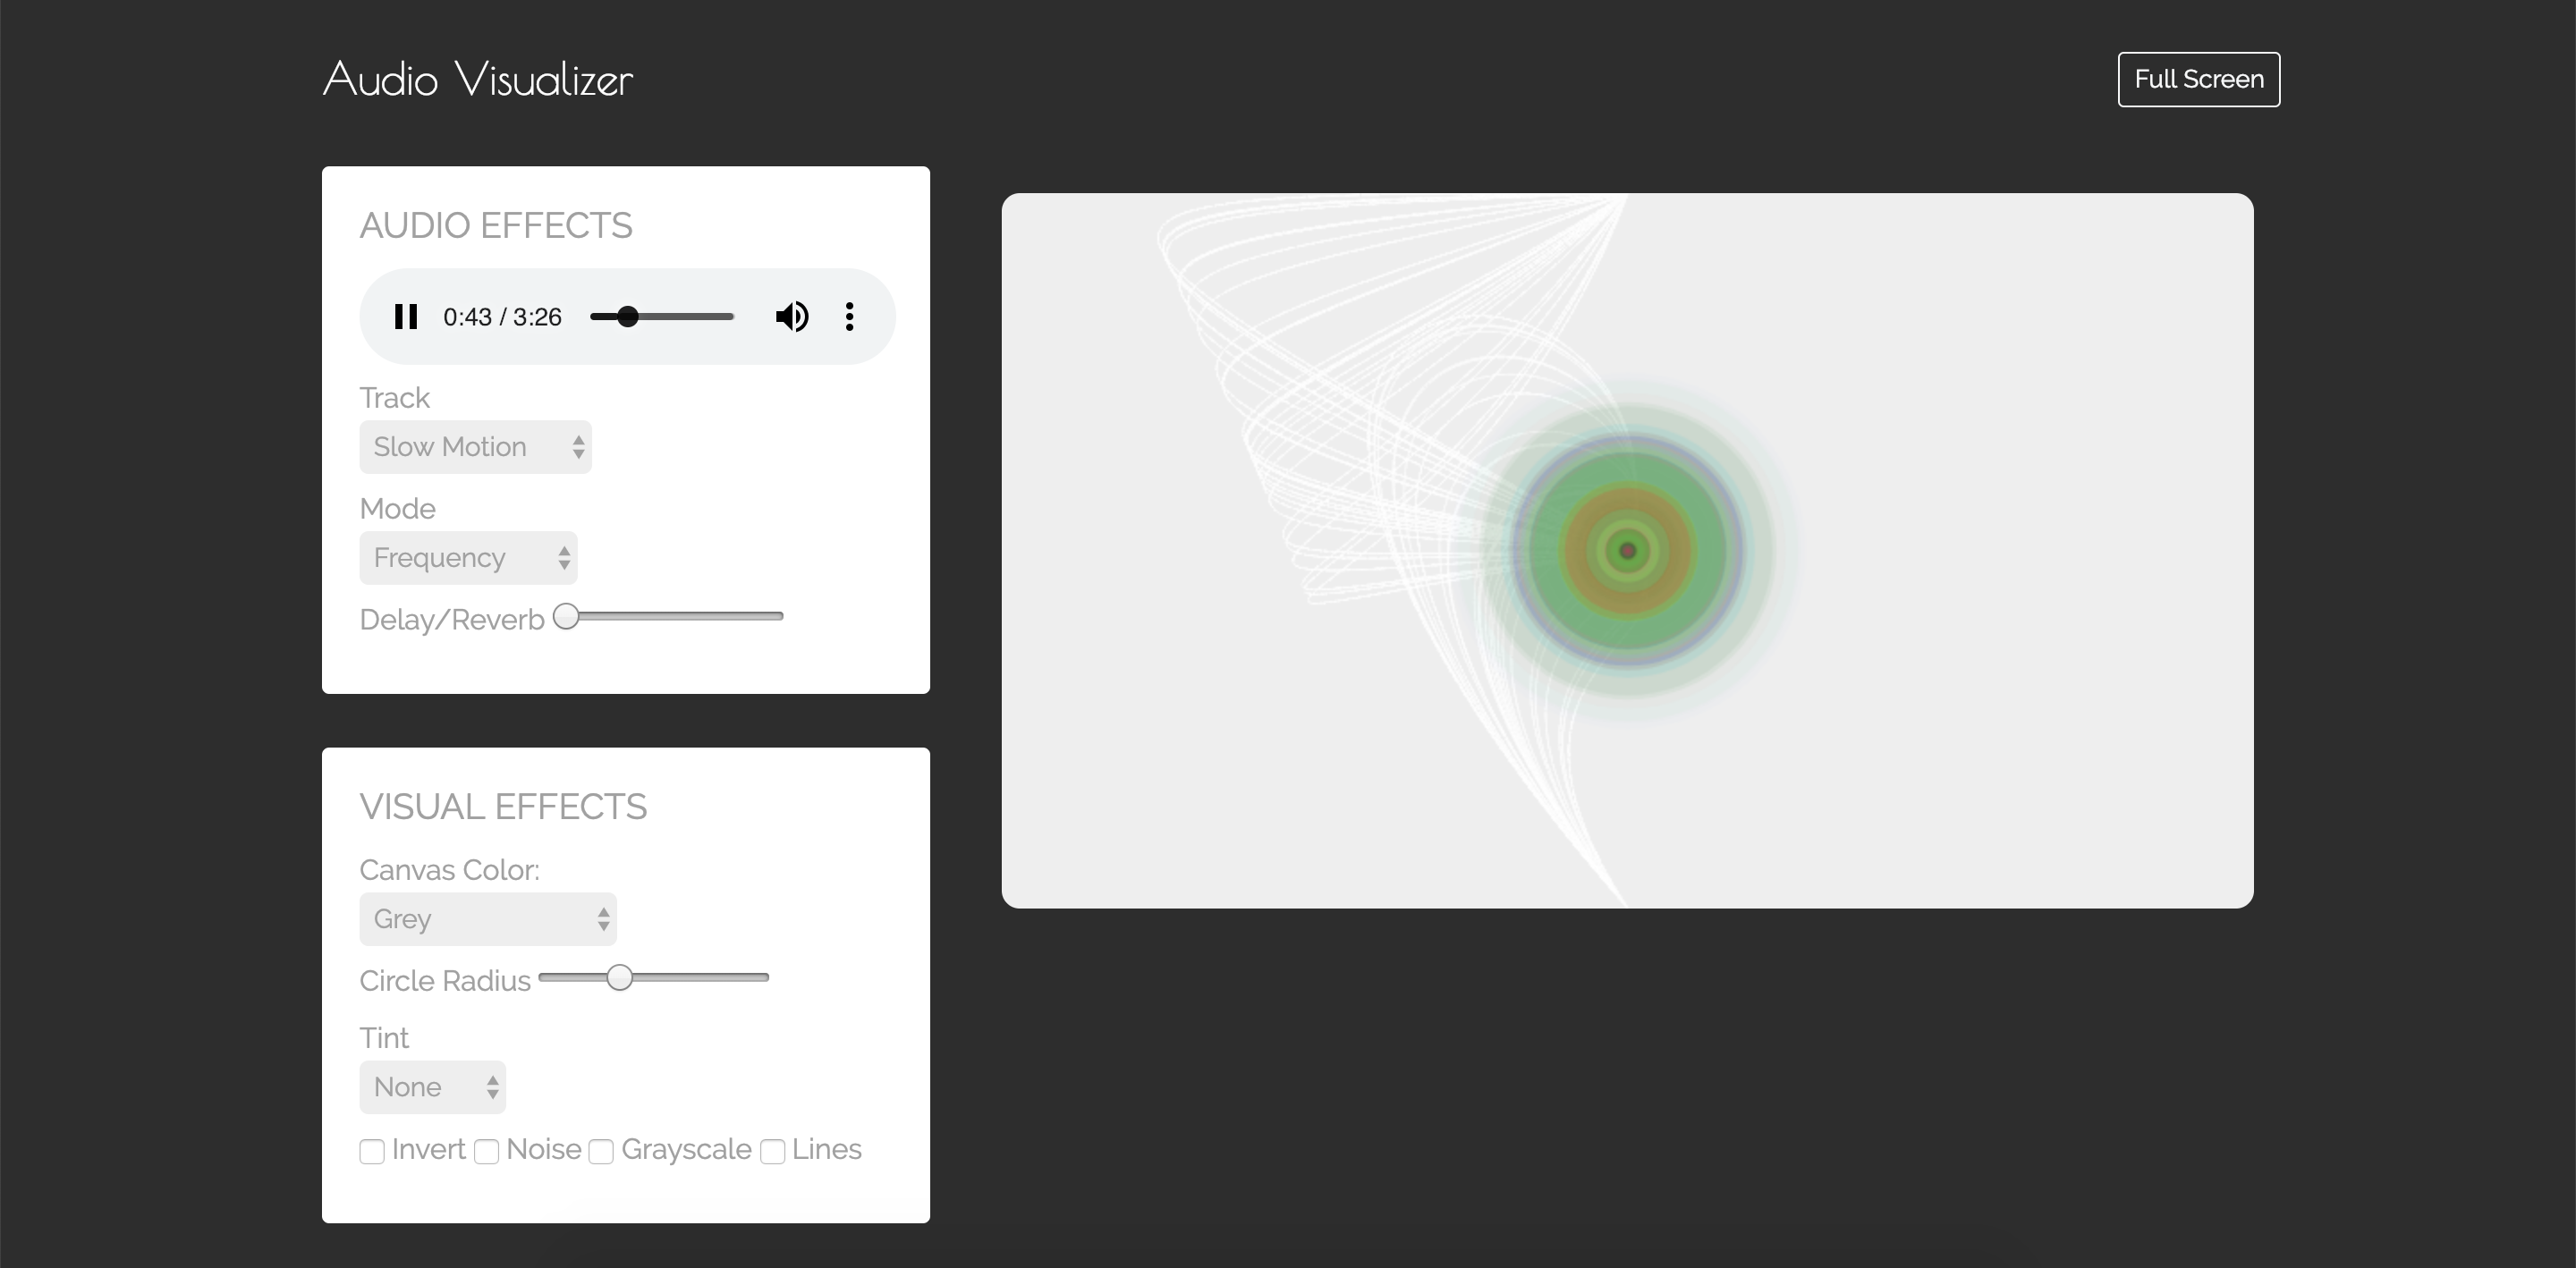 Audio Visualizer
Full Screen
AUDIO EFFECTS
0:43 / 3:26
Track
Slow Motion
Mode
Frequency
Delay/Reverb
VISUAL EFFECTS
Canvas Color:
Grey
Circle Radius
Tint
None
Invert Noise Grayscale Lines